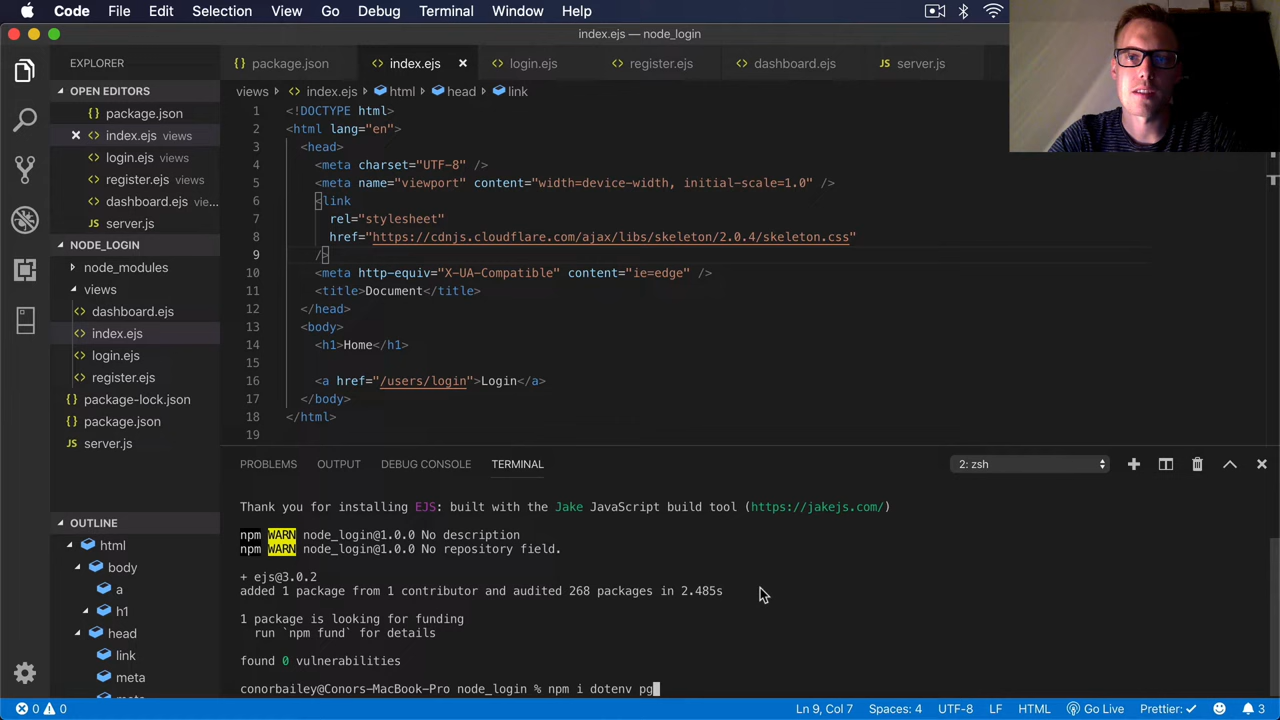 Code File Edit Selection View Go Debug Terminal Window Help
index.ejs — node_login
EXPLORER
package.json
index.ejs
login.ejs
register.ejs
dashboard.ejs
server.js
OPEN EDITORS
package.json
index.ejs views
login.ejs views
register.ejs views
dashboard.ejs vie...
server.js
NODE_LOGIN
node_modules
views
dashboard.ejs
index.ejs
login.ejs
register.ejs
package-lock.json
package.json
server.js
OUTLINE
html
body
a
h1
head
link
meta
views > index.ejs > html > head > link
1 <!DOCTYPE html>
2 <html lang="en">
3 <head>
4 <meta charset="UTF-8" />
5 <meta name="viewport" content="width=device-width, initial-scale=1.0" />
6 <link
7 rel="stylesheet"
8 href="https://cdnjs.cloudflare.com/ajax/libs/skeleton/2.0.4/skeleton.css"
9 />
10 <meta http-equiv="X-UA-Compatible" content="ie=edge" />
11 <title>Document</title>
12 </head>
13 <body>
14 <h1>Home</h1>
15
16 <a href="/users/login">Login</a>
17 </body>
18 </html>
19
PROBLEMS OUTPUT DEBUG CONSOLE TERMINAL
2: zsh
Thank you for installing EJS: built with the Jake JavaScript build tool (https://jakejs.com/)
npm WARN node_login@1.0.0 No description
npm WARN node_login@1.0.0 No repository field.
+ ejs@3.0.2
added 1 package from 1 contributor and audited 268 packages in 2.485s
1 package is looking for funding
run `npm fund` for details
found 0 vulnerabilities
conorbailey@Conors-MacBook-Pro node_login % npm i dotenv pg
0 0
Ln 9, Col 7 Spaces: 4 UTF-8 LF HTML Go Live Prettier: ✓ 3